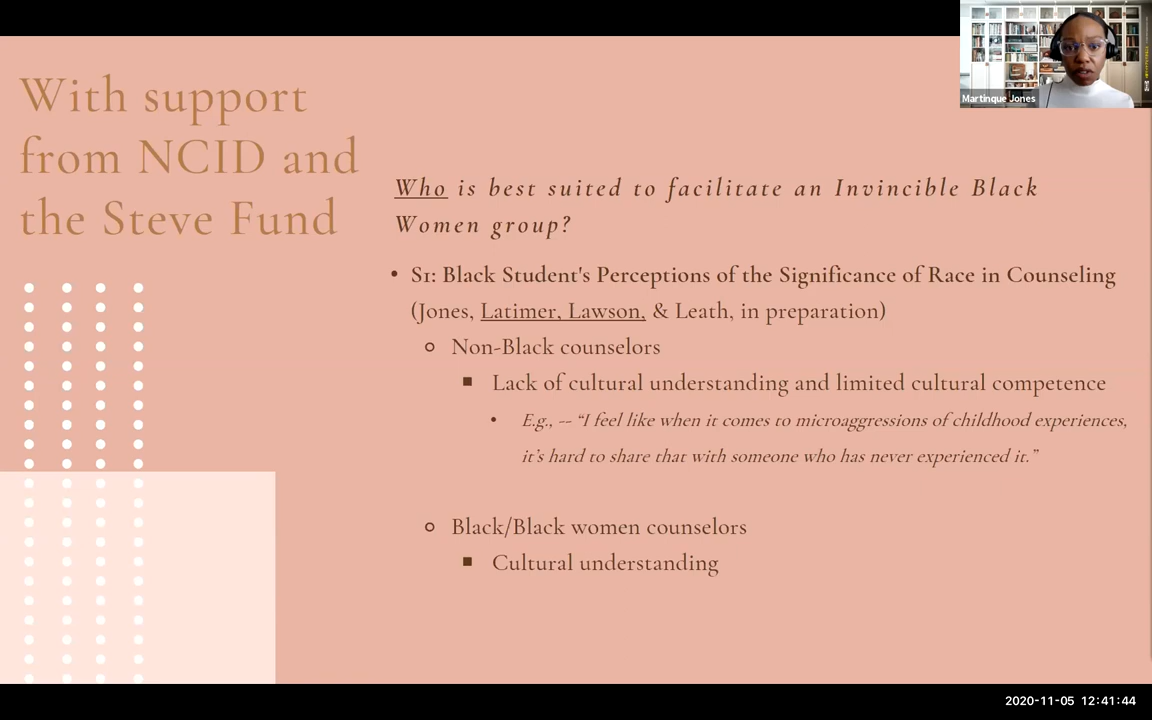 With support
from NCID and
the Steve Fund
Martinque Jones
Who is best suited to facilitate an Invincible Black
Women group?
• S1: Black Student's Perceptions of the Significance of Race in Counseling
(Jones, Latimer, Lawson, & Leath, in preparation)
Non-Black counselors
Lack of cultural understanding and limited cultural competence
• E.g., -- “I feel like when it comes to microaggressions of childhood experiences,
it’s hard to share that with someone who has never experienced it.”
Black/Black women counselors
Cultural understanding
2020-11-05 12:41:44